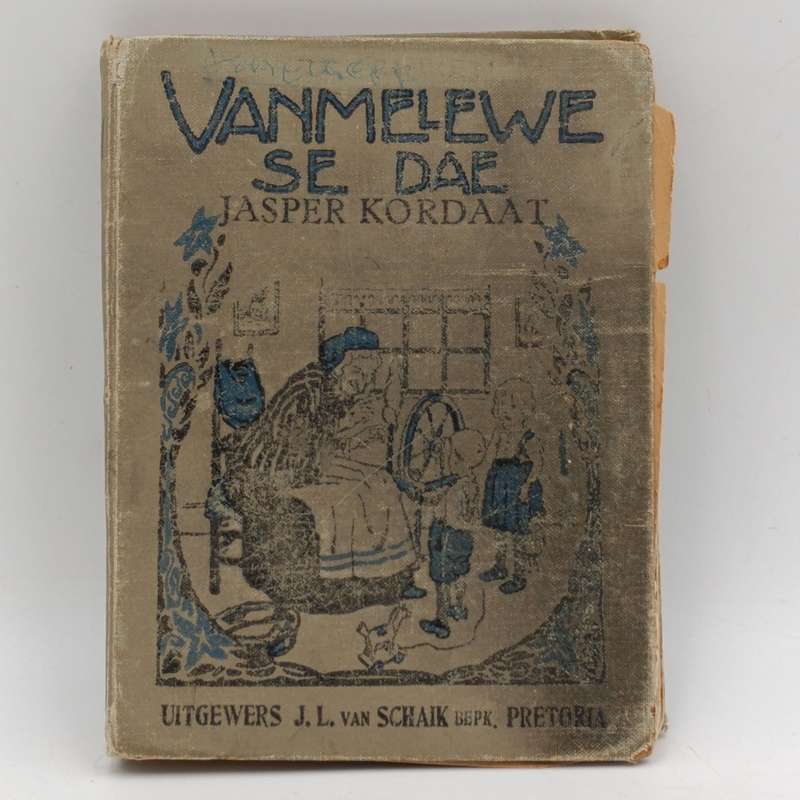 VANMELEWE
SE DAE
JASPER KORDAAT
UITGEWERS J. L. VAN SCHAIK BEPK. PRETORIA